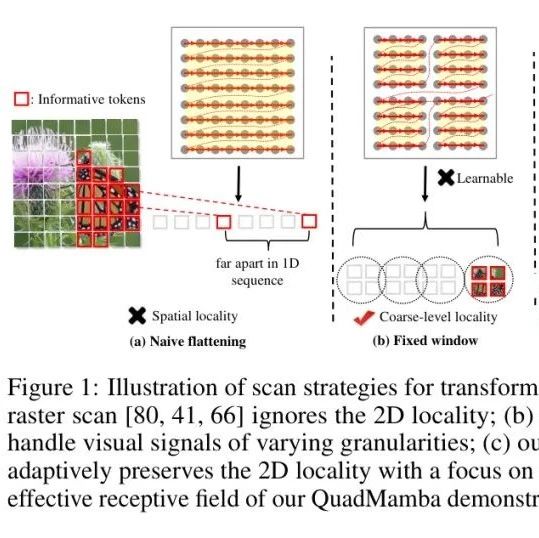 : Informative tokens
Learnable
far apart in 1D
sequence
Spatial locality
Coarse-level locality
(a) Naive flattening
(b) Fixed window
Figure 1: Illustration of scan strategies for transform
raster scan [80, 41, 66] ignores the 2D locality; (b)
handle visual signals of varying granularities; (c) ou
adaptively preserves the 2D locality with a focus on
effective receptive field of our QuadMamba demonstr